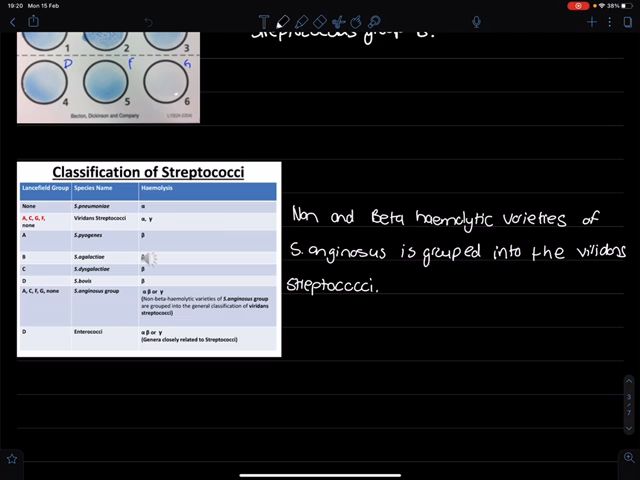 19:20 Mon 15 Feb
38%
Streptococcus group B.
1 2 3
D F G
4 5 6
Becton, Dickinson and Company
Classification of Streptococci
Lancefield Group Species Name Haemolysis
None S.pneumoniae α
A, C, G, F, none Viridans Streptococci α, γ
A S.pyogenes β
B S.agalactiae
C S.dysgalactiae β
D S.bovis β
A, C, F, G, none S.anginosus group α β or γ
(Non-beta-haemolytic varieties of S.anginosus group
are grouped into the general classification of viridans
streptococci)
D Enterococci α β or γ
(Genera closely related to Streptococci)
Non and Beta haemolytic varieties of
S. anginosus is grouped into the viridans
Streptococcci.
3
/
7